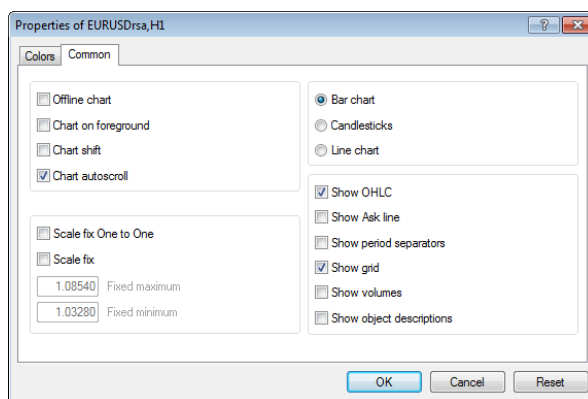 Properties of EURUSDrsa,H1
Colors
Common
Offline chart
Chart on foreground
Chart shift
Chart autoscroll
Scale fix One to One
Scale fix
1.08540 Fixed maximum
1.03280 Fixed minimum
Bar chart
Candlesticks
Line chart
Show OHLC
Show Ask line
Show period separators
Show grid
Show volumes
Show object descriptions
OK
Cancel
Reset